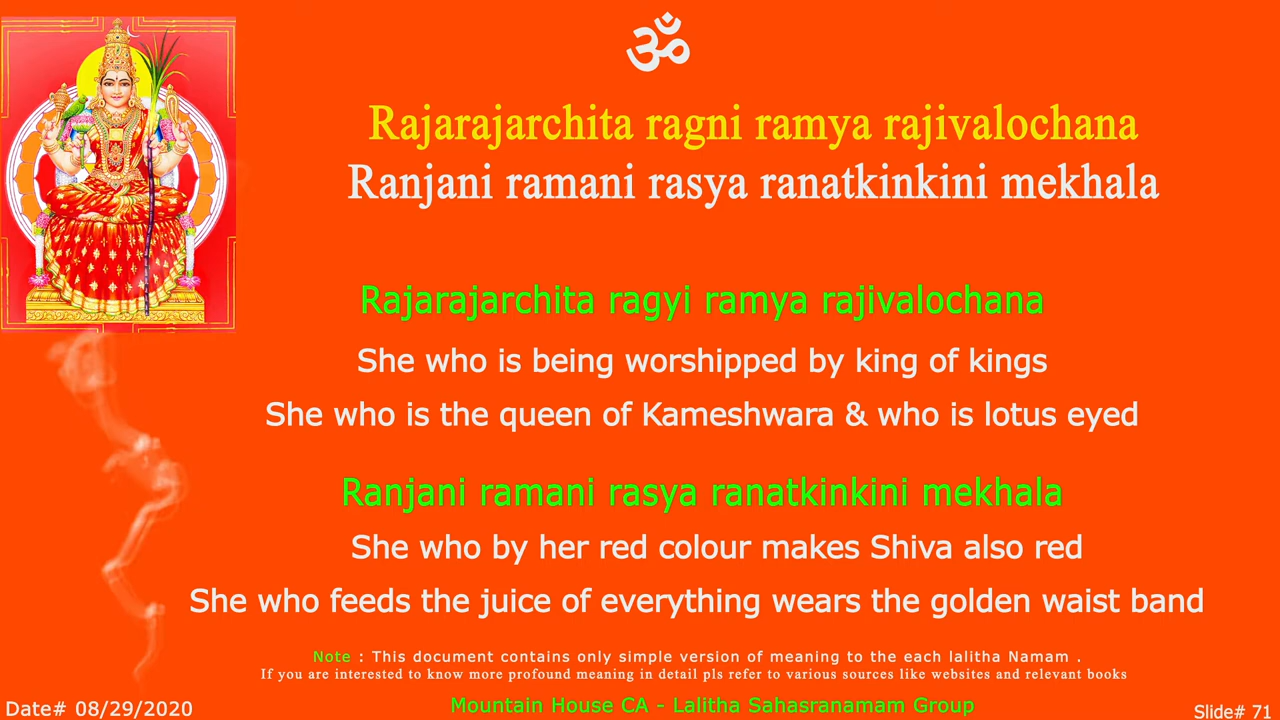 ॐ
Rajarajarchita ragni ramya rajivalochana
Ranjani ramani rasya ranatkinkini mekhala
Rajarajarchita ragyi ramya rajivalochana
She who is being worshipped by king of kings
She who is the queen of Kameshwara & who is lotus eyed
Ranjani ramani rasya ranatkinkini mekhala
She who by her red colour makes Shiva also red
She who feeds the juice of everything wears the golden waist band
Note : This document contains only simple version of meaning to the each lalitha Namam .
If you are interested to know more profound meaning in detail pls refer to various sources like websites and relevant books
Mountain House CA - Lalitha Sahasranamam Group
Date# 08/29/2020
Slide# 71